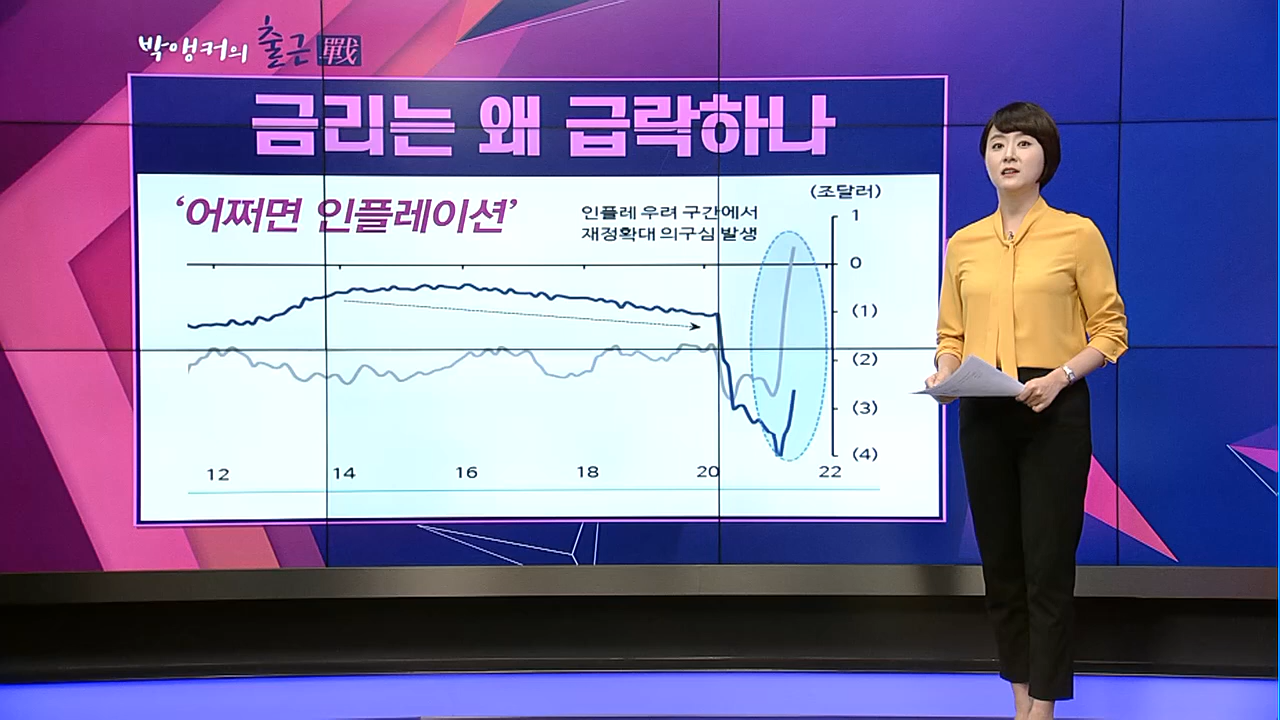 박앵커의 출근戰
금리는 왜 급락하나
‘어쩌면 인플레이션’
인플레 우려 구간에서
재정확대 의구심 발생
(조달러)
1
0
(1)
(2)
(3)
(4)
12 14 16 18 20 22